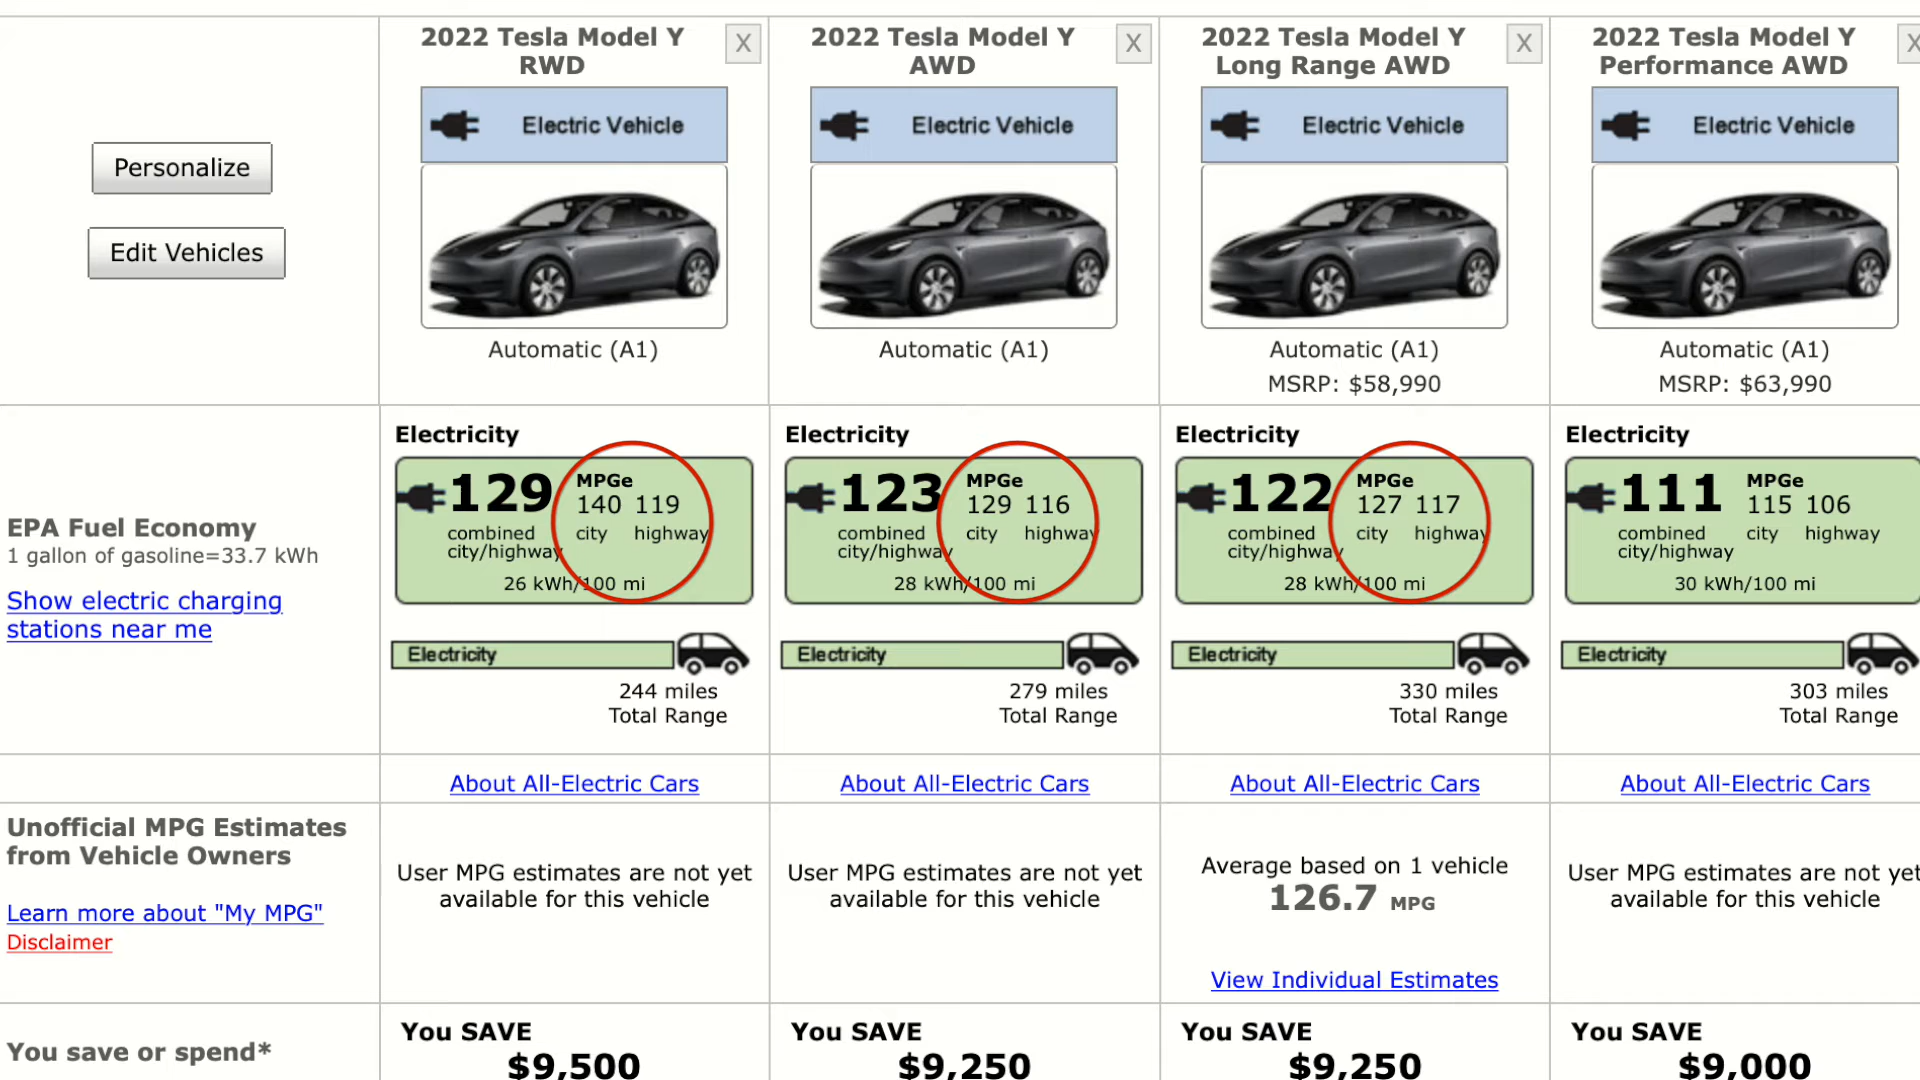 2022 Tesla Model Y
RWD
X
2022 Tesla Model Y
AWD
X
2022 Tesla Model Y
Long Range AWD
X
2022 Tesla Model Y
Performance AWD
X
Electric Vehicle
Electric Vehicle
Electric Vehicle
Electric Vehicle
Personalize
Edit Vehicles
Automatic (A1)
Automatic (A1)
Automatic (A1)
MSRP: $58,990
Automatic (A1)
MSRP: $63,990
EPA Fuel Economy
1 gallon of gasoline=33.7 kWh
Show electric charging
stations near me
Electricity
129
MPGe
140 119
combined
city/highway
city highway
26 kWh/100 mi
Electricity
244 miles
Total Range
Electricity
123
MPGe
129 116
combined
city/highway
city highway
28 kWh/100 mi
Electricity
279 miles
Total Range
Electricity
122
MPGe
127 117
combined
city/highway
city highway
28 kWh/100 mi
Electricity
330 miles
Total Range
Electricity
111
MPGe
115 106
combined
city/highway
city highway
30 kWh/100 mi
Electricity
303 miles
Total Range
About All-Electric Cars
About All-Electric Cars
About All-Electric Cars
About All-Electric Cars
Unofficial MPG Estimates
from Vehicle Owners
Learn more about "My MPG"
Disclaimer
User MPG estimates are not yet
available for this vehicle
User MPG estimates are not yet
available for this vehicle
Average based on 1 vehicle
126.7 MPG
View Individual Estimates
User MPG estimates are not yet
available for this vehicle
You save or spend*
You SAVE
$9,500
You SAVE
$9,250
You SAVE
$9,250
You SAVE
$9,000